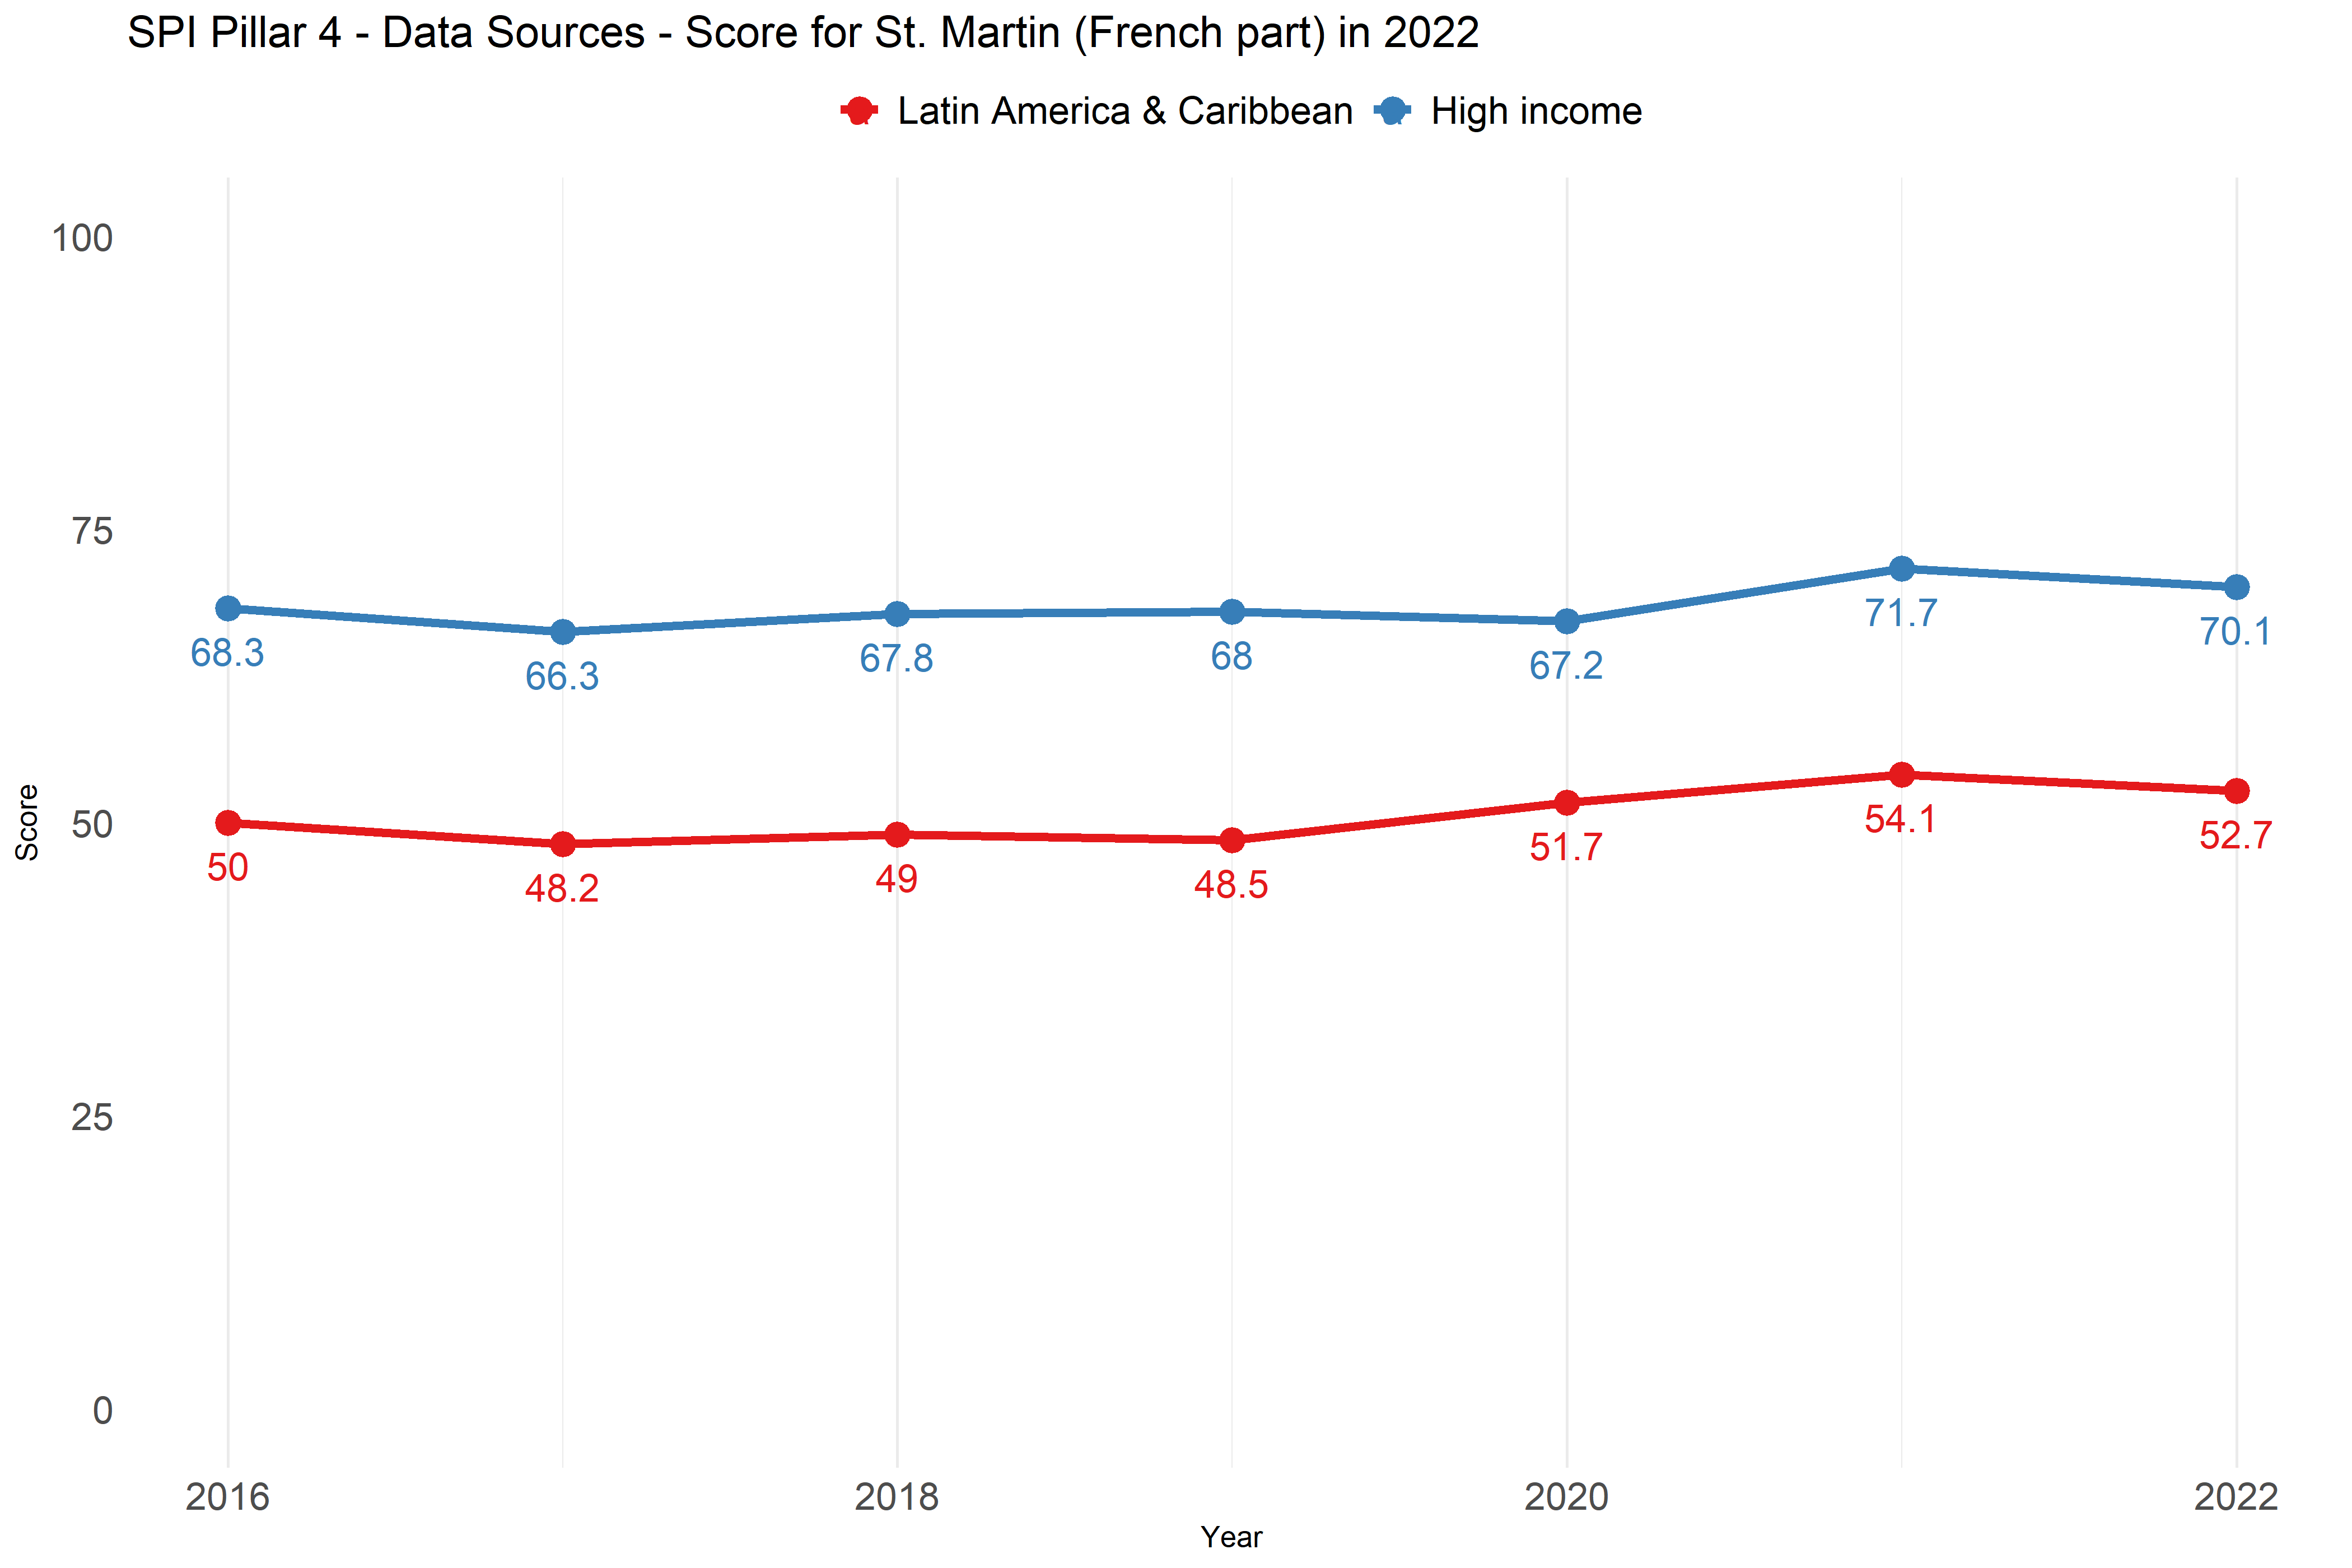 SPI Pillar 4 - Data Sources - Score for St. Martin (French part) in 2022
Latin America & Caribbean High income
100
75
50
25
0
Score
68.3 66.3 67.8 68 67.2 71.7 70.1
50 48.2 49 48.5 51.7 54.1 52.7
2016 2018 2020 2022
Year